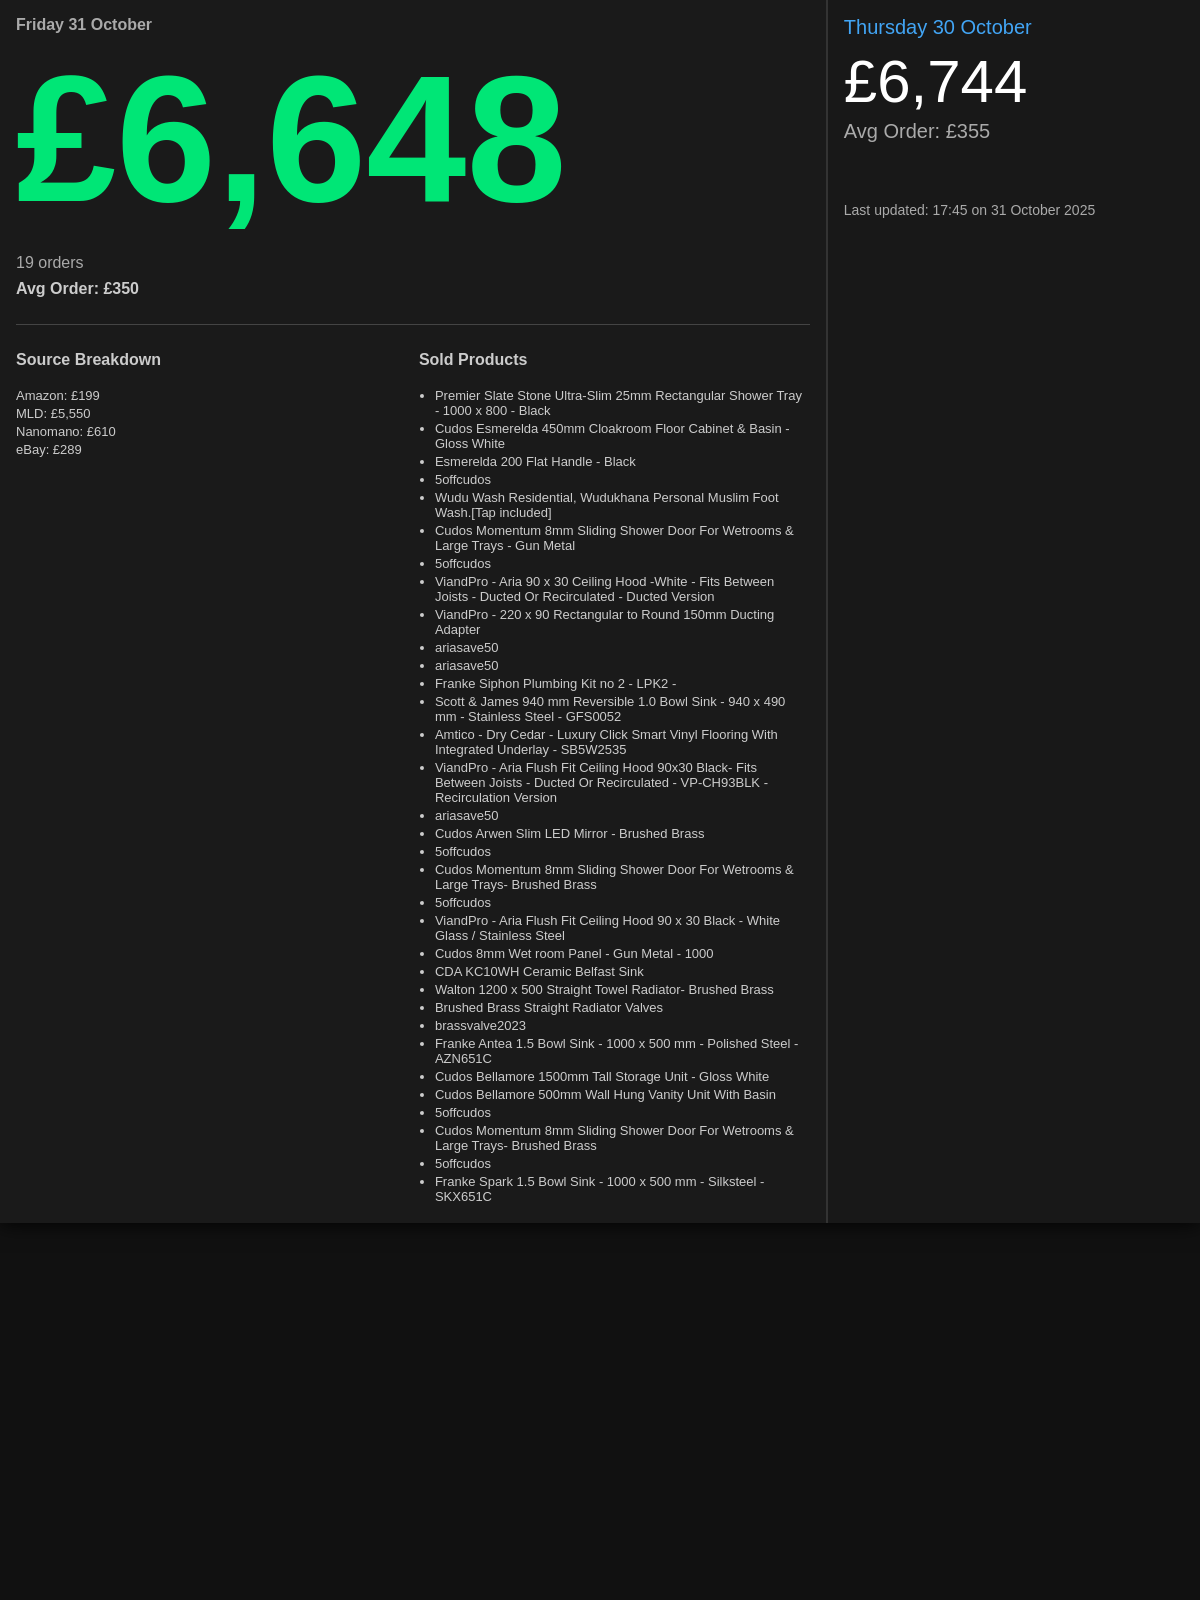 Friday 31 October
£6,648
19 orders
Avg Order: £350
Source Breakdown
Amazon: £199
MLD: £5,550
Nanomano: £610
eBay: £289
Sold Products
• Premier Slate Stone Ultra-Slim 25mm Rectangular Shower Tray
- 1000 x 800 - Black
• Cudos Esmerelda 450mm Cloakroom Floor Cabinet & Basin -
Gloss White
• Esmerelda 200 Flat Handle - Black
• 5offcudos
• Wudu Wash Residential, Wudukhana Personal Muslim Foot
Wash.[Tap included]
• Cudos Momentum 8mm Sliding Shower Door For Wetrooms &
Large Trays - Gun Metal
• 5offcudos
• ViandPro - Aria 90 x 30 Ceiling Hood -White - Fits Between
Joists - Ducted Or Recirculated - Ducted Version
• ViandPro - 220 x 90 Rectangular to Round 150mm Ducting
Adapter
• ariasave50
• ariasave50
• Franke Siphon Plumbing Kit no 2 - LPK2 -
• Scott & James 940 mm Reversible 1.0 Bowl Sink - 940 x 490
mm - Stainless Steel - GFS0052
• Amtico - Dry Cedar - Luxury Click Smart Vinyl Flooring With
Integrated Underlay - SB5W2535
• ViandPro - Aria Flush Fit Ceiling Hood 90x30 Black- Fits
Between Joists - Ducted Or Recirculated - VP-CH93BLK -
Recirculation Version
• ariasave50
• Cudos Arwen Slim LED Mirror - Brushed Brass
• 5offcudos
• Cudos Momentum 8mm Sliding Shower Door For Wetrooms &
Large Trays- Brushed Brass
• 5offcudos
• ViandPro - Aria Flush Fit Ceiling Hood 90 x 30 Black - White
Glass / Stainless Steel
• Cudos 8mm Wet room Panel - Gun Metal - 1000
• CDA KC10WH Ceramic Belfast Sink
• Walton 1200 x 500 Straight Towel Radiator- Brushed Brass
• Brushed Brass Straight Radiator Valves
• brassvalve2023
• Franke Antea 1.5 Bowl Sink - 1000 x 500 mm - Polished Steel -
AZN651C
• Cudos Bellamore 1500mm Tall Storage Unit - Gloss White
• Cudos Bellamore 500mm Wall Hung Vanity Unit With Basin
• 5offcudos
• Cudos Momentum 8mm Sliding Shower Door For Wetrooms &
Large Trays- Brushed Brass
• 5offcudos
• Franke Spark 1.5 Bowl Sink - 1000 x 500 mm - Silksteel -
SKX651C
Thursday 30 October
£6,744
Avg Order: £355
Last updated: 17:45 on 31 October 2025